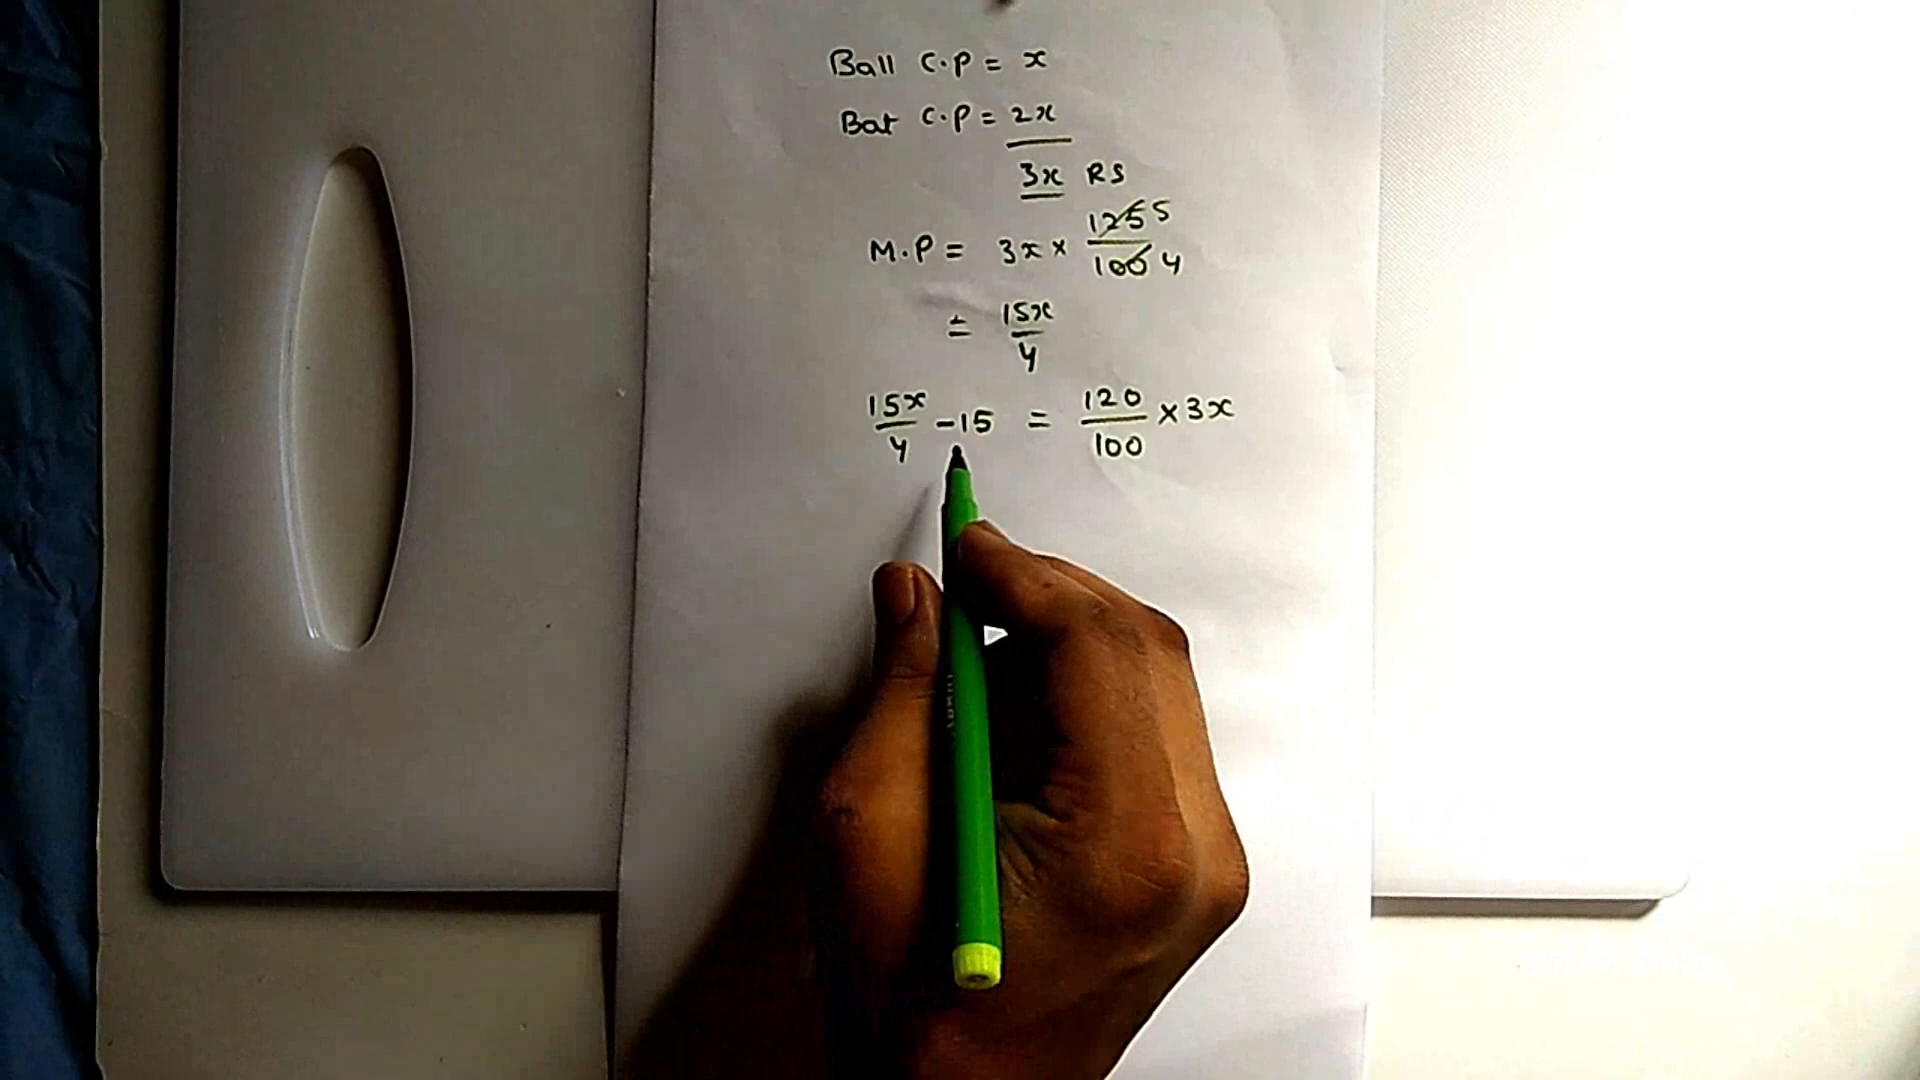 Ball C.P = x
Bat C.P = 2x
3x RS
M.P = 3x × 125/100 5 4
= 15x/4
15x/4 - 15 = 120/100 × 3x